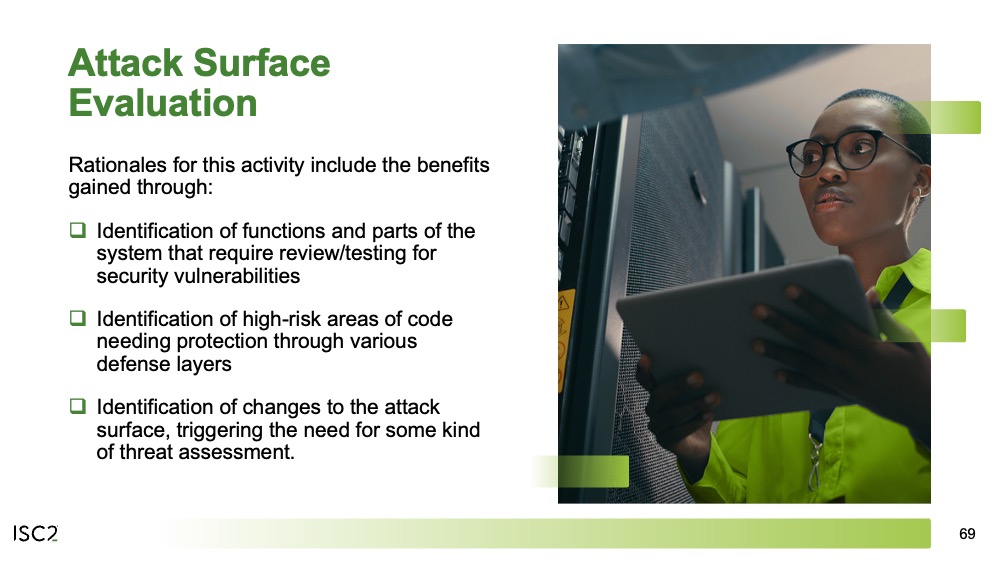 Attack Surface
Evaluation
Rationales for this activity include the benefits
gained through:
Identification of functions and parts of the
system that require review/testing for
security vulnerabilities
Identification of high-risk areas of code
needing protection through various
defense layers
Identification of changes to the attack
surface, triggering the need for some kind
of threat assessment.
ISC2
69